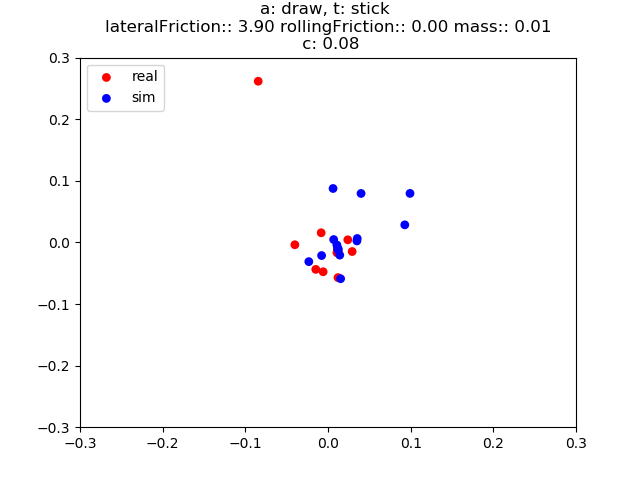 a: draw, t: stick
lateralFriction:: 3.90 rollingFriction:: 0.00 mass:: 0.01
c: 0.08
real
sim
0.3
0.2
0.1
0.0
−0.1
−0.2
−0.3
−0.3
−0.2
−0.1
0.0
0.1
0.2
0.3